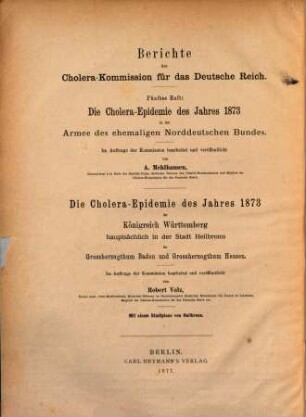 Berichte
der
Cholera-Kommission für das Deutsche Reich.
Fünftes Heft:
Die Cholera-Epidemie des Jahres 1873
in der
Armee des ehemaligen Norddeutschen Bundes.
Im Auftrage der Kommission bearbeitet und veröffentlicht
von
A. Mehlhausen,
Die Cholera-Epidemie des Jahres 1873
im
Königreich Württemberg
hauptsächlich in der Stadt Heilbronn
im
Grossherzogthum Baden und Grossherzogthum Hessen.
Im Auftrage der Kommission bearbeitet und veröffentlicht
von
Robert Volz,
Mit einem Stadtplane von Heilbronn.
BERLIN.
CARL HEYMANN'S VERLAG.
1877.